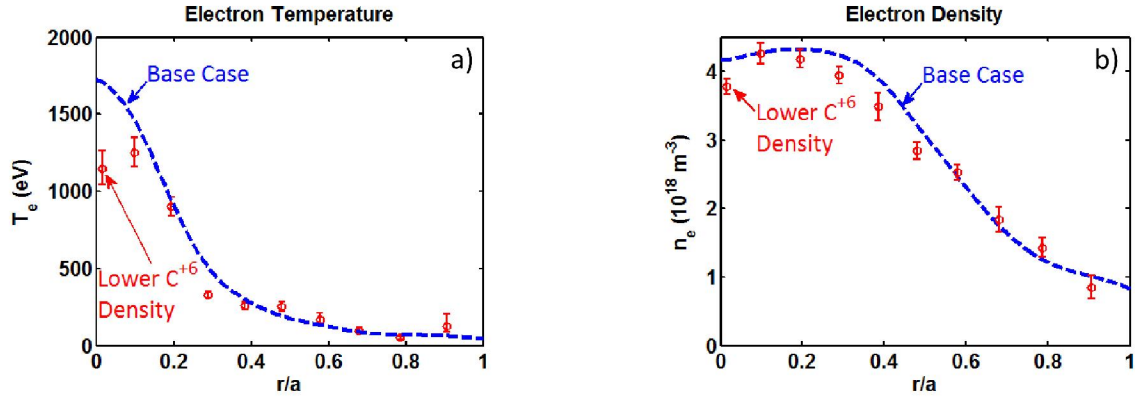 Electron Temperature
2000
1500
1000
500
0
T_e (eV)
a)
Base Case
Lower C^{+6}
Density
0
0.2
0.4
0.6
0.8
1
r/a
Electron Density
4
3
2
1
0
n_e (10^{18} m^{-3})
b)
Base Case
Lower C^{+6}
Density
0
0.2
0.4
0.6
0.8
1
r/a